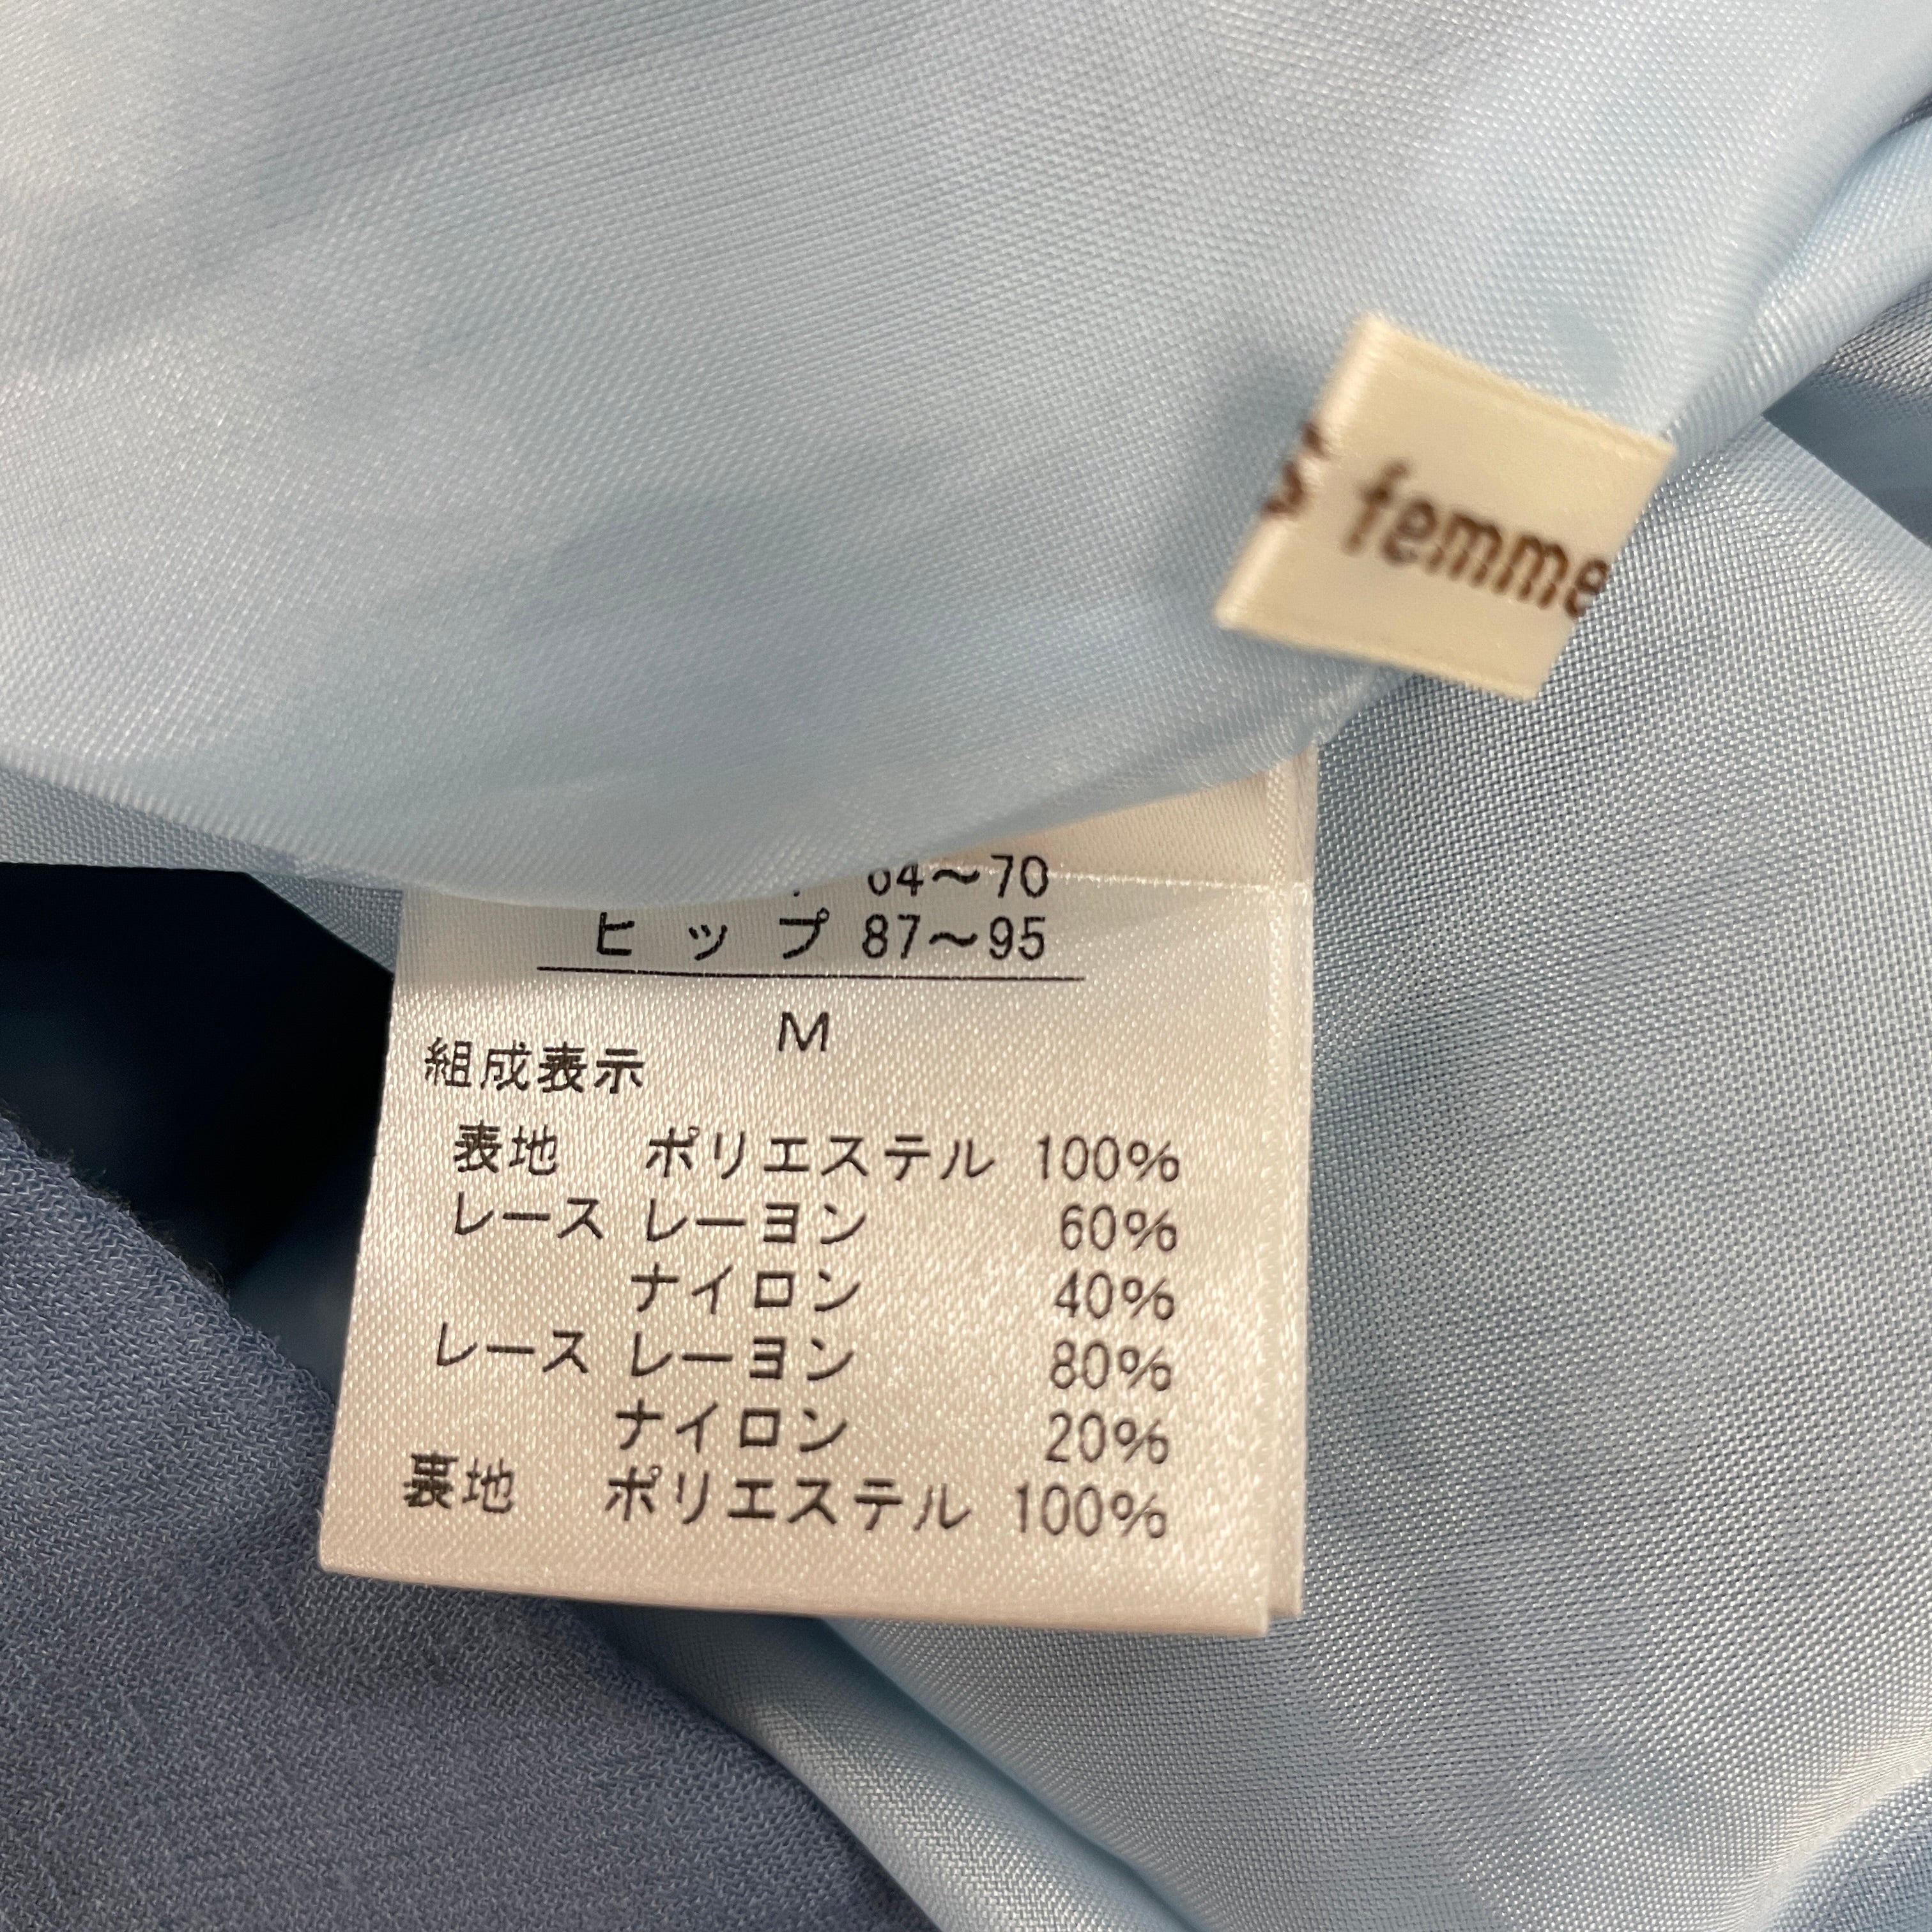 femme
64～70
ヒップ 87～95
M
組成表示
表地 ポリエステル 100%
レース レーヨン 60%
ナイロン 40%
レース レーヨン 80%
ナイロン 20%
裏地 ポリエステル 100%